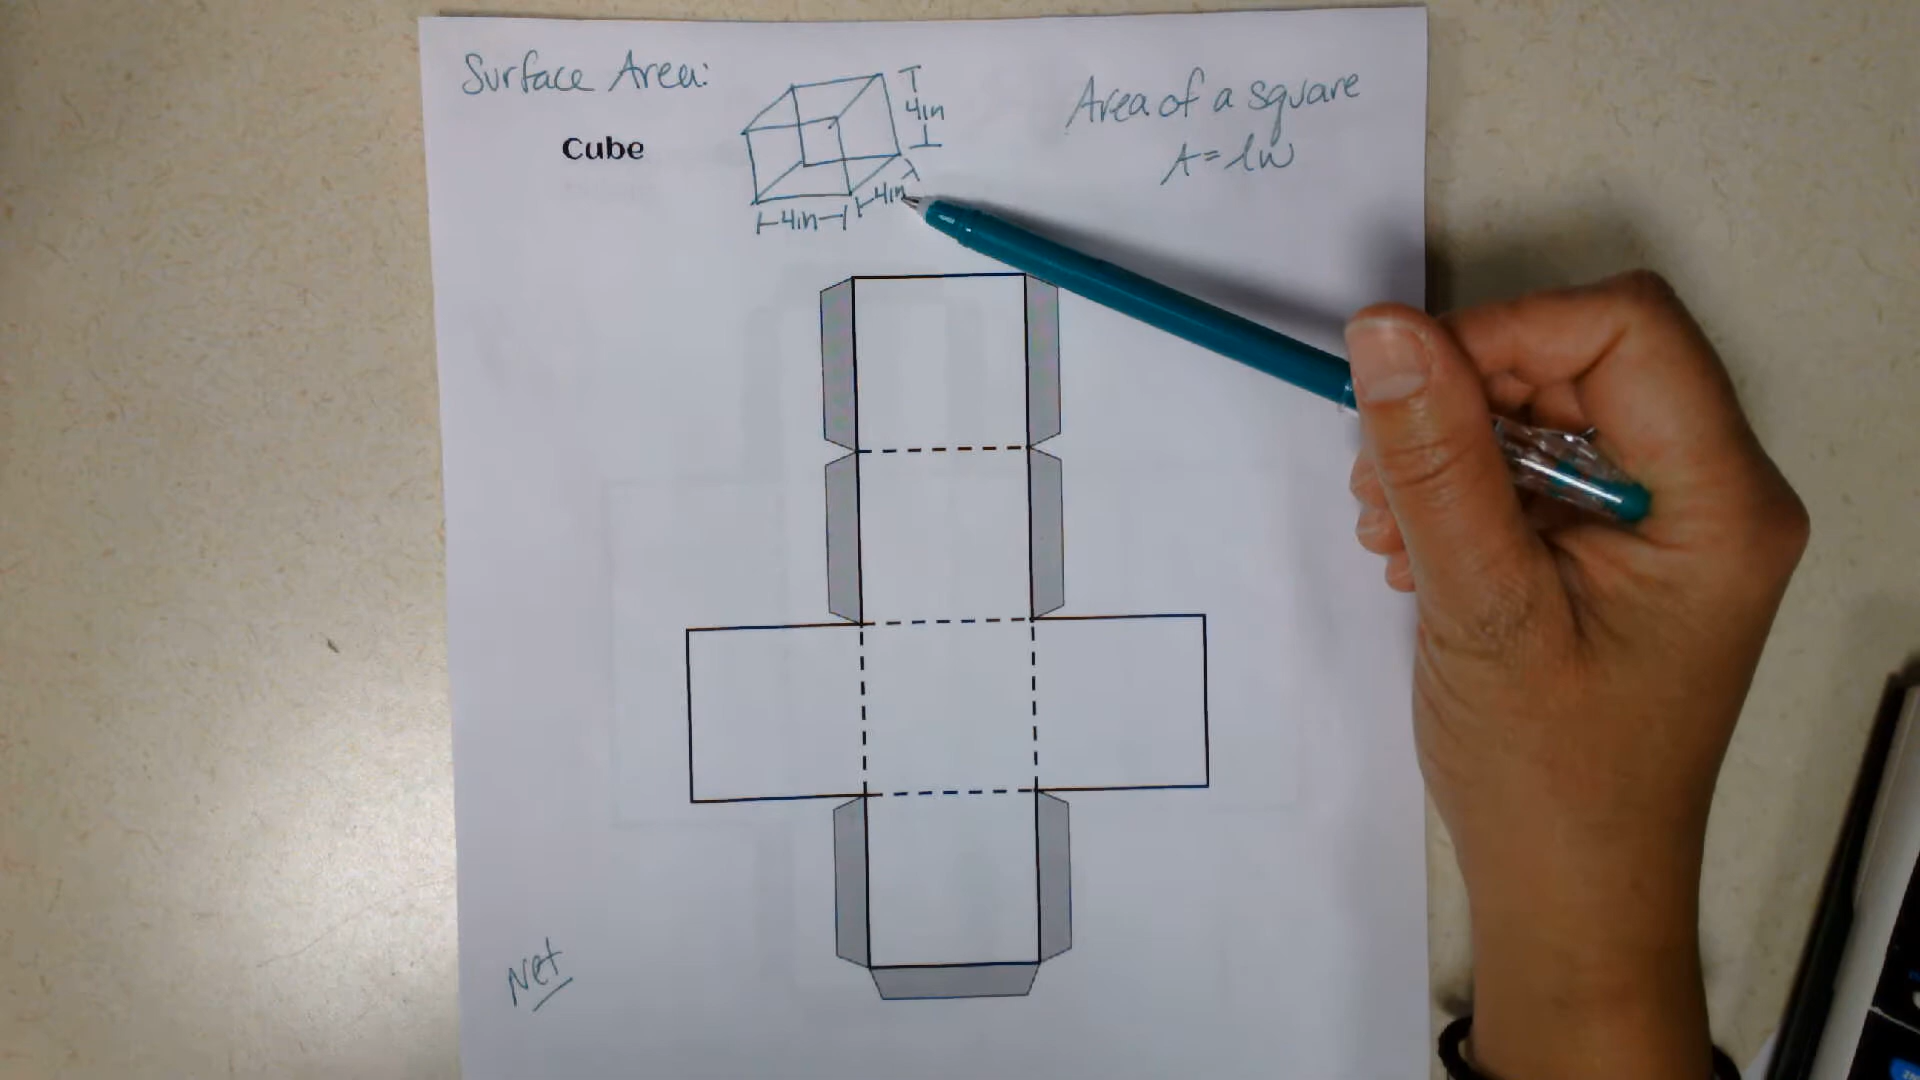 Surface Area:
Cube
4in
4in
4in
Area of a square
A = lw
Net